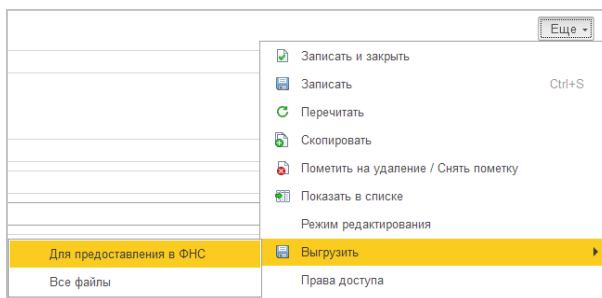 Еще
Записать и закрыть
Записать Ctrl+S
Перечитать
Скопировать
Пометить на удаление / Снять пометку
Показать в списке
Режим редактирования
Для предоставления в ФНС Выгрузить
Все файлы Права доступа